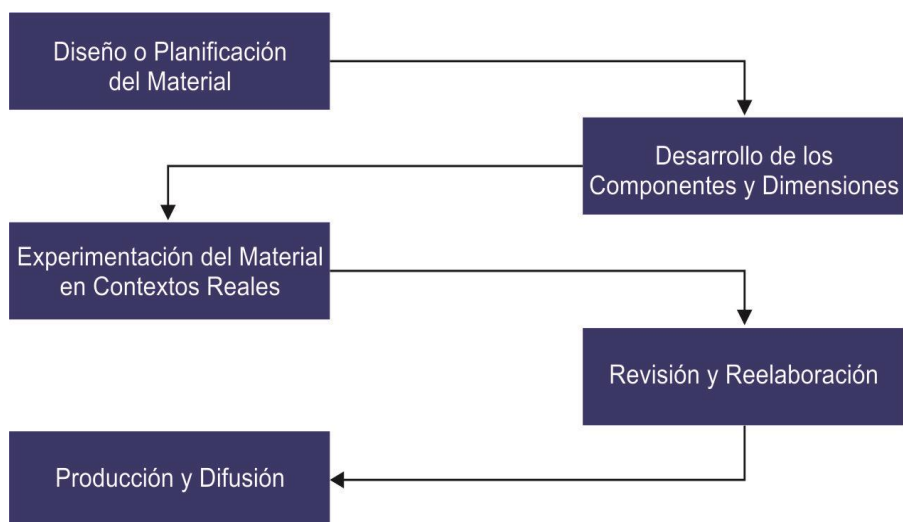 Diseño o Planificación
del Material
Desarrollo de los
Componentes y Dimensiones
Experimentación del Material
en Contextos Reales
Revisión y Reelaboración
Producción y Difusión